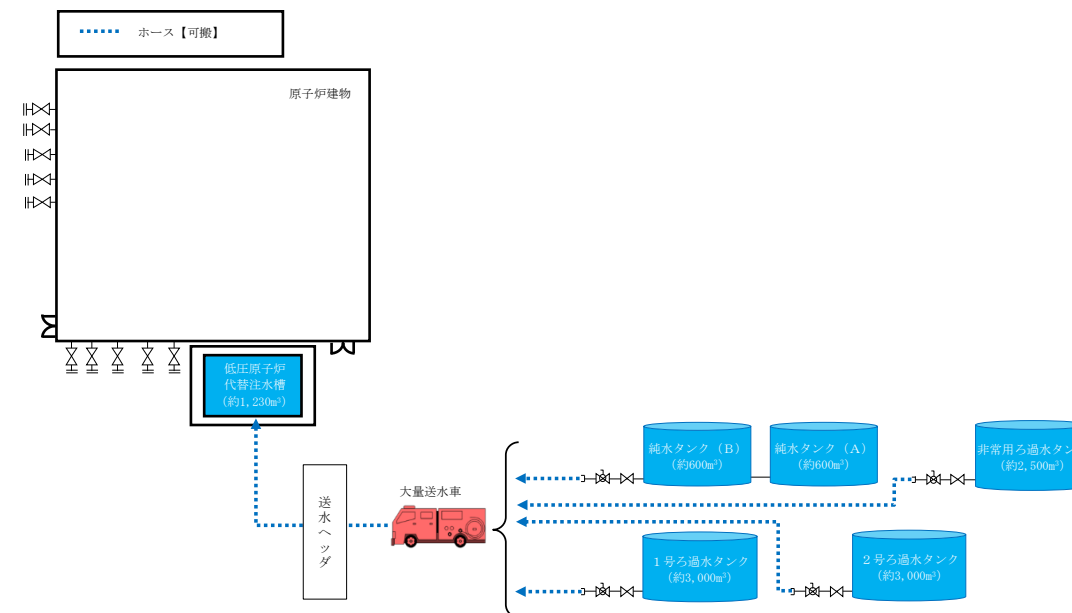 ホース【可搬】
原子炉建物
低圧原子炉
代替注水槽
(約1,230m³)
送水ヘッダ
大量送水車
純水タンク（B）
(約600m³)
純水タンク（A）
(約600m³)
非常用ろ過水タン
(約2,500m³)
1号ろ過水タンク
(約3,000m³)
2号ろ過水タンク
(約3,000m³)